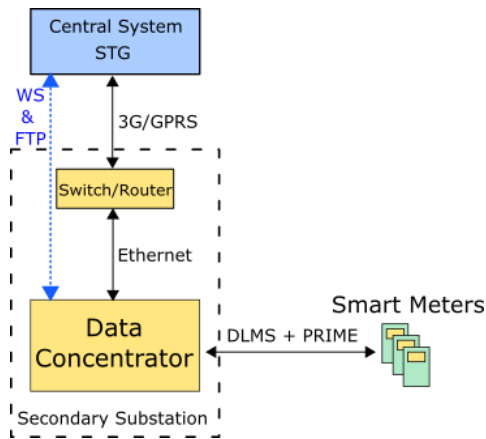 Central System
STG
WS
&
FTP
3G/GPRS
Switch/Router
Ethernet
Smart Meters
Data
Concentrator
DLMS + PRIME
Secondary Substation